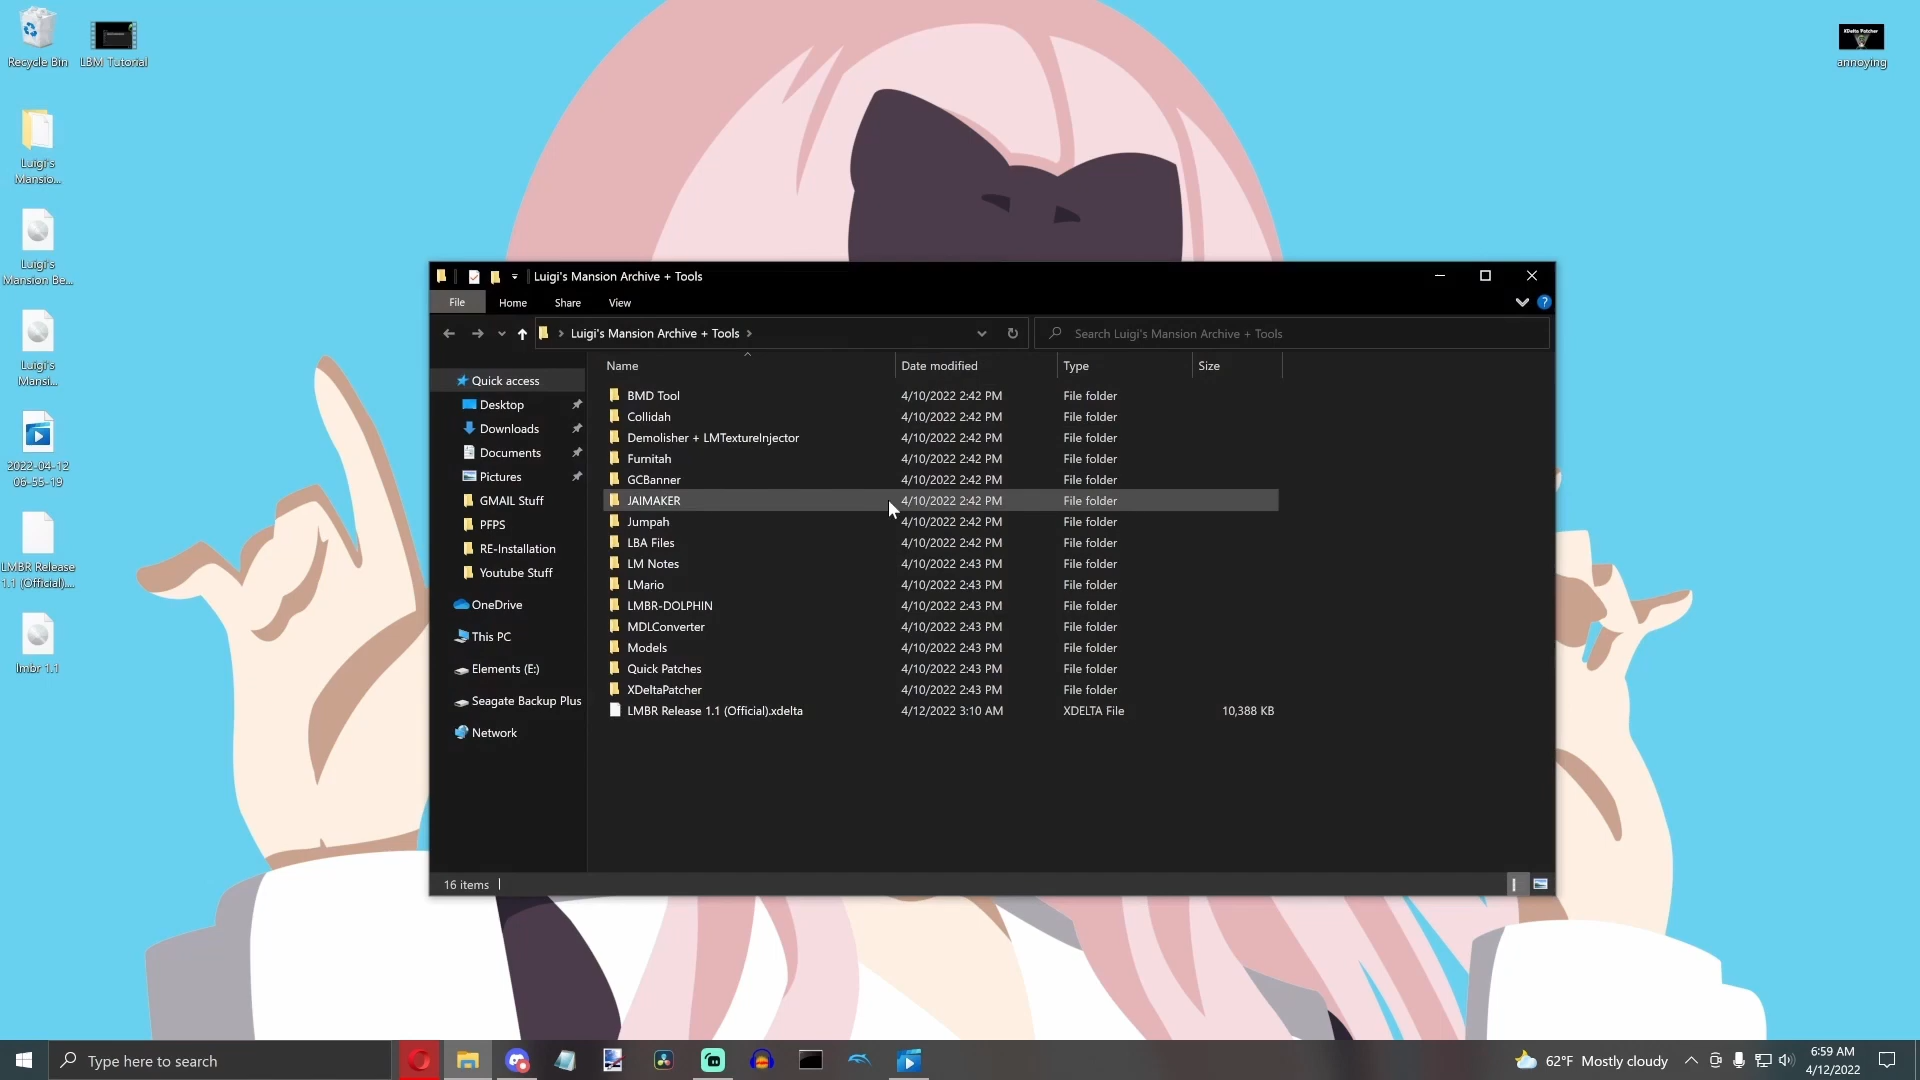 Recycle Bin
LBM Tutorial
XDelta Patcher
annoying
Luigi's
Mansio...
Luigi's
Mansion Be...
Luigi's
Mansi...
2022-04-12
06-55-19
LMBR Release
1.1 (Official)....
lmbr 1.1
Luigi's Mansion Archive + Tools
File Home Share View
Luigi's Mansion Archive + Tools
Search Luigi's Mansion Archive + Tools
Name Date modified Type Size
Quick access
Desktop
Downloads
Documents
Pictures
GMAIL Stuff
PFPS
RE-Installation
Youtube Stuff
OneDrive
This PC
Elements (E:)
Seagate Backup Plus
Network
BMD Tool 4/10/2022 2:42 PM File folder
Collidah 4/10/2022 2:42 PM File folder
Demolisher + LMTextureInjector 4/10/2022 2:42 PM File folder
Furnitah 4/10/2022 2:42 PM File folder
GCBanner 4/10/2022 2:42 PM File folder
JAIMAKER 4/10/2022 2:42 PM File folder
Jumpah 4/10/2022 2:42 PM File folder
LBA Files 4/10/2022 2:42 PM File folder
LM Notes 4/10/2022 2:43 PM File folder
LMario 4/10/2022 2:43 PM File folder
LMBR-DOLPHIN 4/10/2022 2:43 PM File folder
MDLConverter 4/10/2022 2:43 PM File folder
Models 4/10/2022 2:43 PM File folder
Quick Patches 4/10/2022 2:43 PM File folder
XDeltaPatcher 4/10/2022 2:43 PM File folder
LMBR Release 1.1 (Official).xdelta 4/12/2022 3:10 AM XDELTA File 10,388 KB
16 items
Type here to search
62°F Mostly cloudy
6:59 AM
4/12/2022